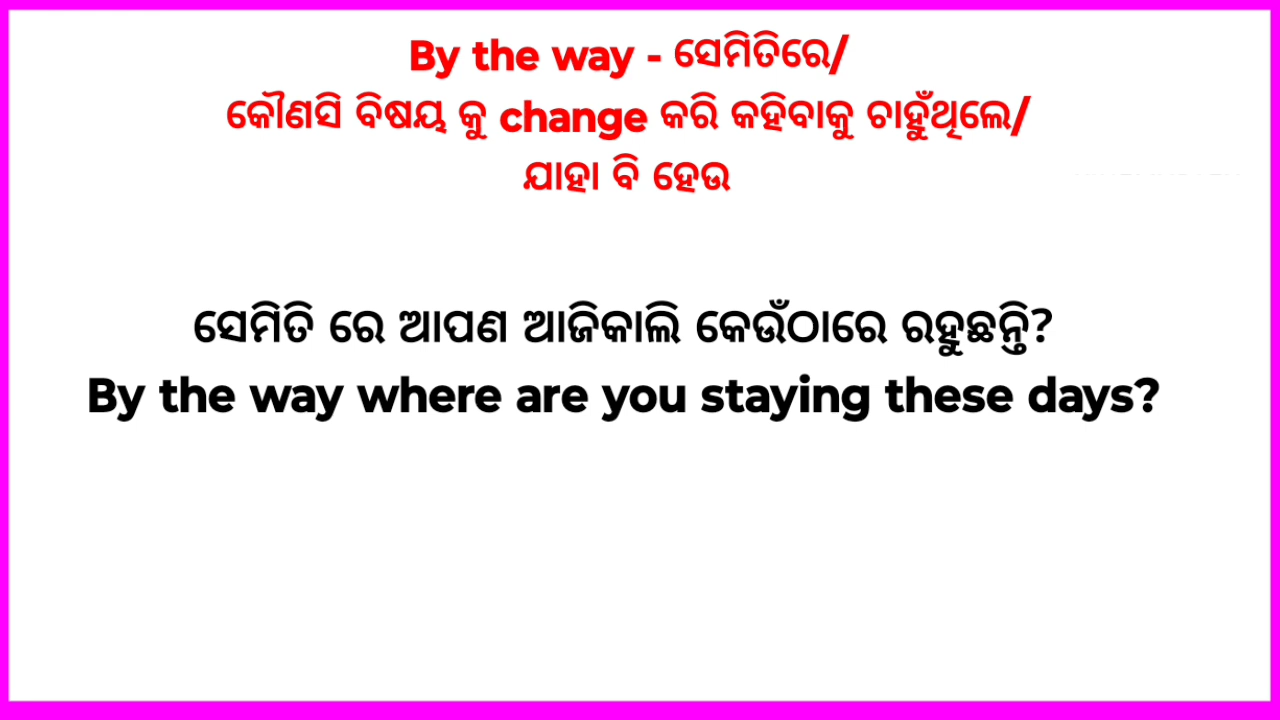 By the way - ସେମିତିରେ/
କୌଣସି ବିଷୟ କୁ change କରି କହିବାକୁ ଚାହୁଁଥିଲେ/
ଯାହା ବି ହେଉ
ସେମିତି ରେ ଆପଣ ଆଜିକାଲି କେଉଁଠାରେ ରହୁଛନ୍ତି?
By the way where are you staying these days?